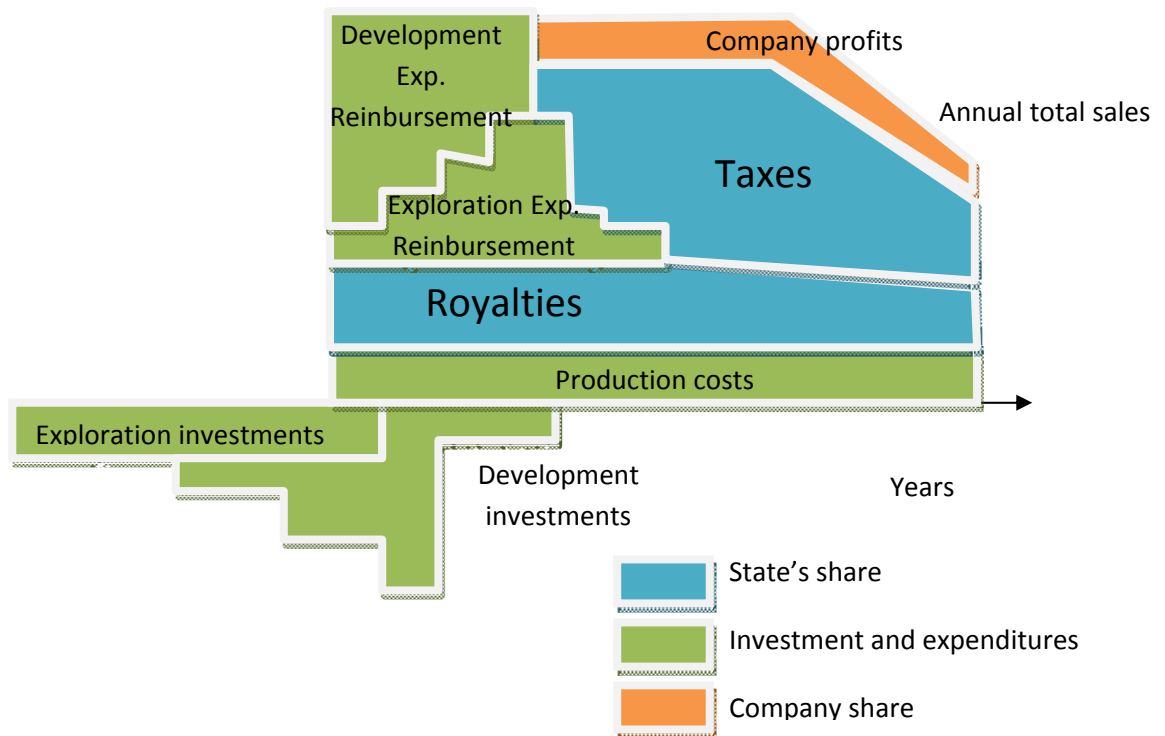 Development
Exp.
Reinbursement
Company profits
Annual total sales
Taxes
Exploration Exp.
Reinbursement
Royalties
Production costs
Exploration investments
Development
investments
Years
State’s share
Investment and expenditures
Company share